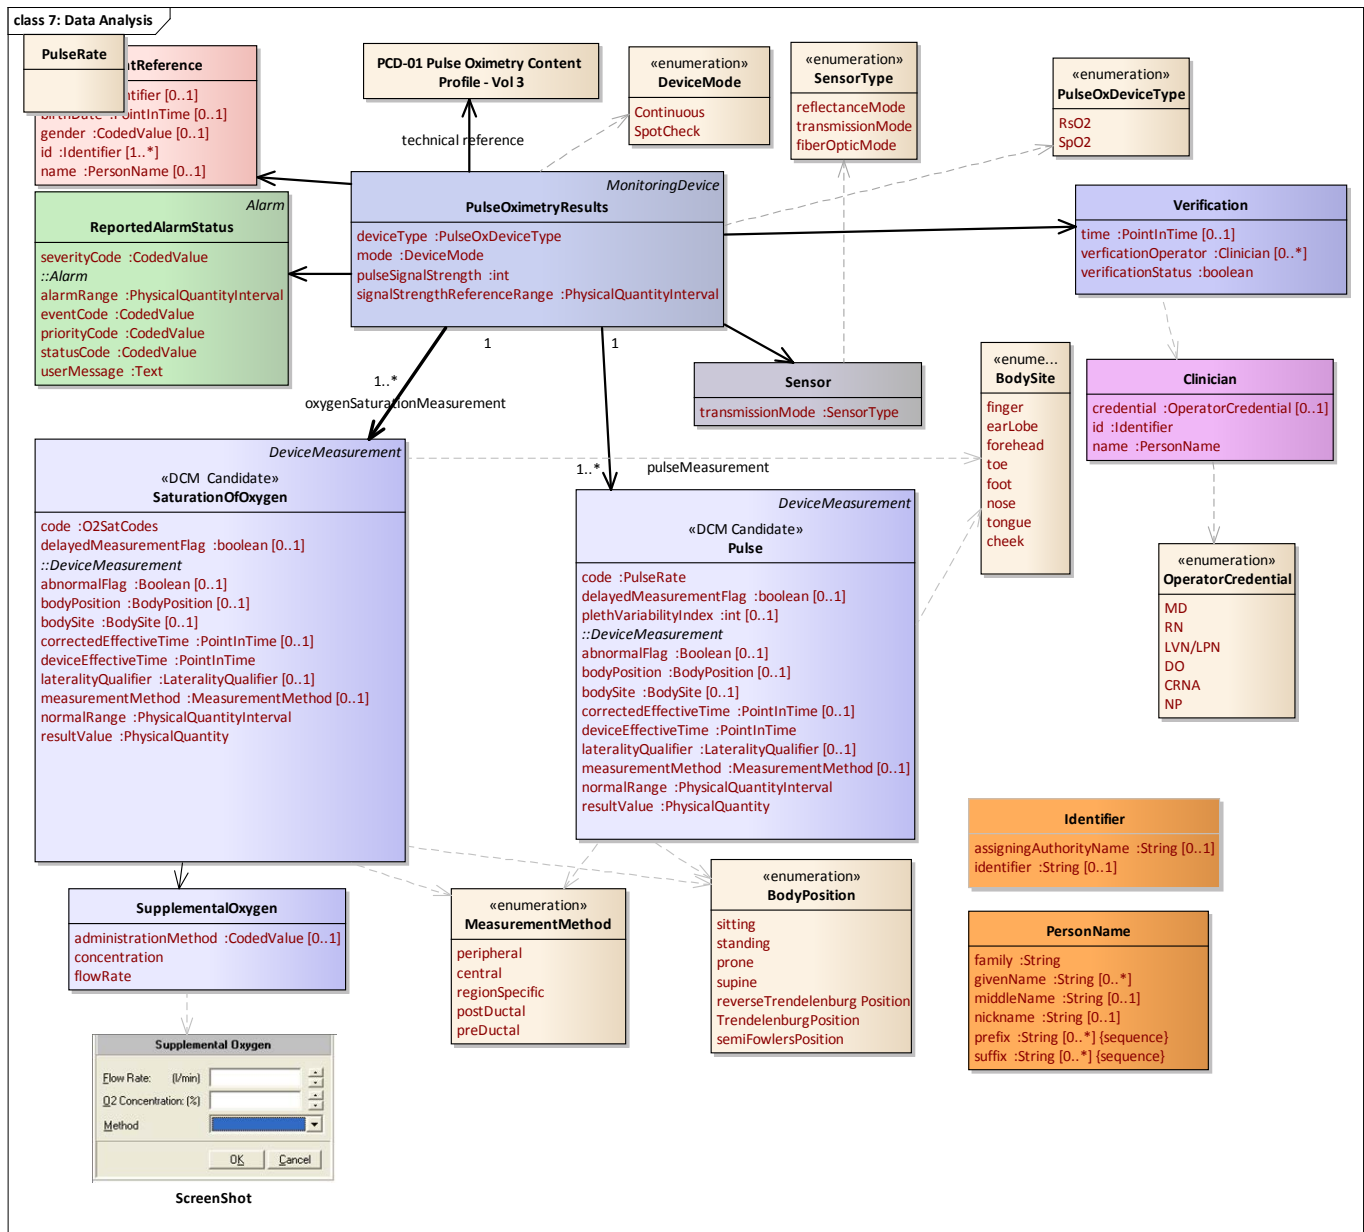 class 7: Data Analysis
PulseRate
ntReference
ntifier [0..1]
birthDate :PointInTime [0..1]
gender :CodedValue [0..1]
id :Identifier [1..*]
name :PersonName [0..1]
PCD-01 Pulse Oximetry Content
Profile - Vol 3
technical reference
«enumeration»
DeviceMode
Continuous
SpotCheck
«enumeration»
SensorType
reflectanceMode
transmissionMode
fiberOpticMode
«enumeration»
PulseOxDeviceType
RsO2
SpO2
Alarm
ReportedAlarmStatus
severityCode :CodedValue
::Alarm
alarmRange :PhysicalQuantityInterval
eventCode :CodedValue
priorityCode :CodedValue
statusCode :CodedValue
userMessage :Text
MonitoringDevice
PulseOximetryResults
deviceType :PulseOxDeviceType
mode :DeviceMode
pulseSignalStrength :int
signalStrengthReferenceRange :PhysicalQuantityInterval
Verification
time :PointInTime [0..1]
verficationOperator :Clinician [0..*]
verificationStatus :boolean
1
1..*
oxygenSaturationMeasurement
1
1..*
pulseMeasurement
Sensor
transmissionMode :SensorType
«enume...
BodySite
finger
earLobe
forehead
toe
foot
nose
tongue
cheek
Clinician
credential :OperatorCredential [0..1]
id :Identifier
name :PersonName
DeviceMeasurement
«DCM Candidate»
SaturationOfOxygen
code :O2SatCodes
delayedMeasurementFlag :boolean [0..1]
::DeviceMeasurement
abnormalFlag :Boolean [0..1]
bodyPosition :BodyPosition [0..1]
bodySite :BodySite [0..1]
correctedEffectiveTime :PointInTime [0..1]
deviceEffectiveTime :PointInTime
lateralityQualifier :LateralityQualifier [0..1]
measurementMethod :MeasurementMethod [0..1]
normalRange :PhysicalQuantityInterval
resultValue :PhysicalQuantity
DeviceMeasurement
«DCM Candidate»
Pulse
code :PulseRate
delayedMeasurementFlag :boolean [0..1]
plethVariabilityIndex :int [0..1]
::DeviceMeasurement
abnormalFlag :Boolean [0..1]
bodyPosition :BodyPosition [0..1]
bodySite :BodySite [0..1]
correctedEffectiveTime :PointInTime [0..1]
deviceEffectiveTime :PointInTime
lateralityQualifier :LateralityQualifier [0..1]
measurementMethod :MeasurementMethod [0..1]
normalRange :PhysicalQuantityInterval
resultValue :PhysicalQuantity
«enumeration»
OperatorCredential
MD
RN
LVN/LPN
DO
CRNA
NP
Identifier
assigningAuthorityName :String [0..1]
identifier :String [0..1]
SupplementalOxygen
administrationMethod :CodedValue [0..1]
concentration
flowRate
«enumeration»
MeasurementMethod
peripheral
central
regionSpecific
postDuctal
preDuctal
«enumeration»
BodyPosition
sitting
standing
prone
supine
reverseTrendelenburg Position
TrendelenburgPosition
semiFowlersPosition
PersonName
family :String
givenName :String [0..*]
middleName :String [0..1]
nickname :String [0..1]
prefix :String [0..*] {sequence}
suffix :String [0..*] {sequence}
Supplemental Oxygen
Flow Rate: (l/min)
O2 Concentration: (%)
Method
OK Cancel
ScreenShot